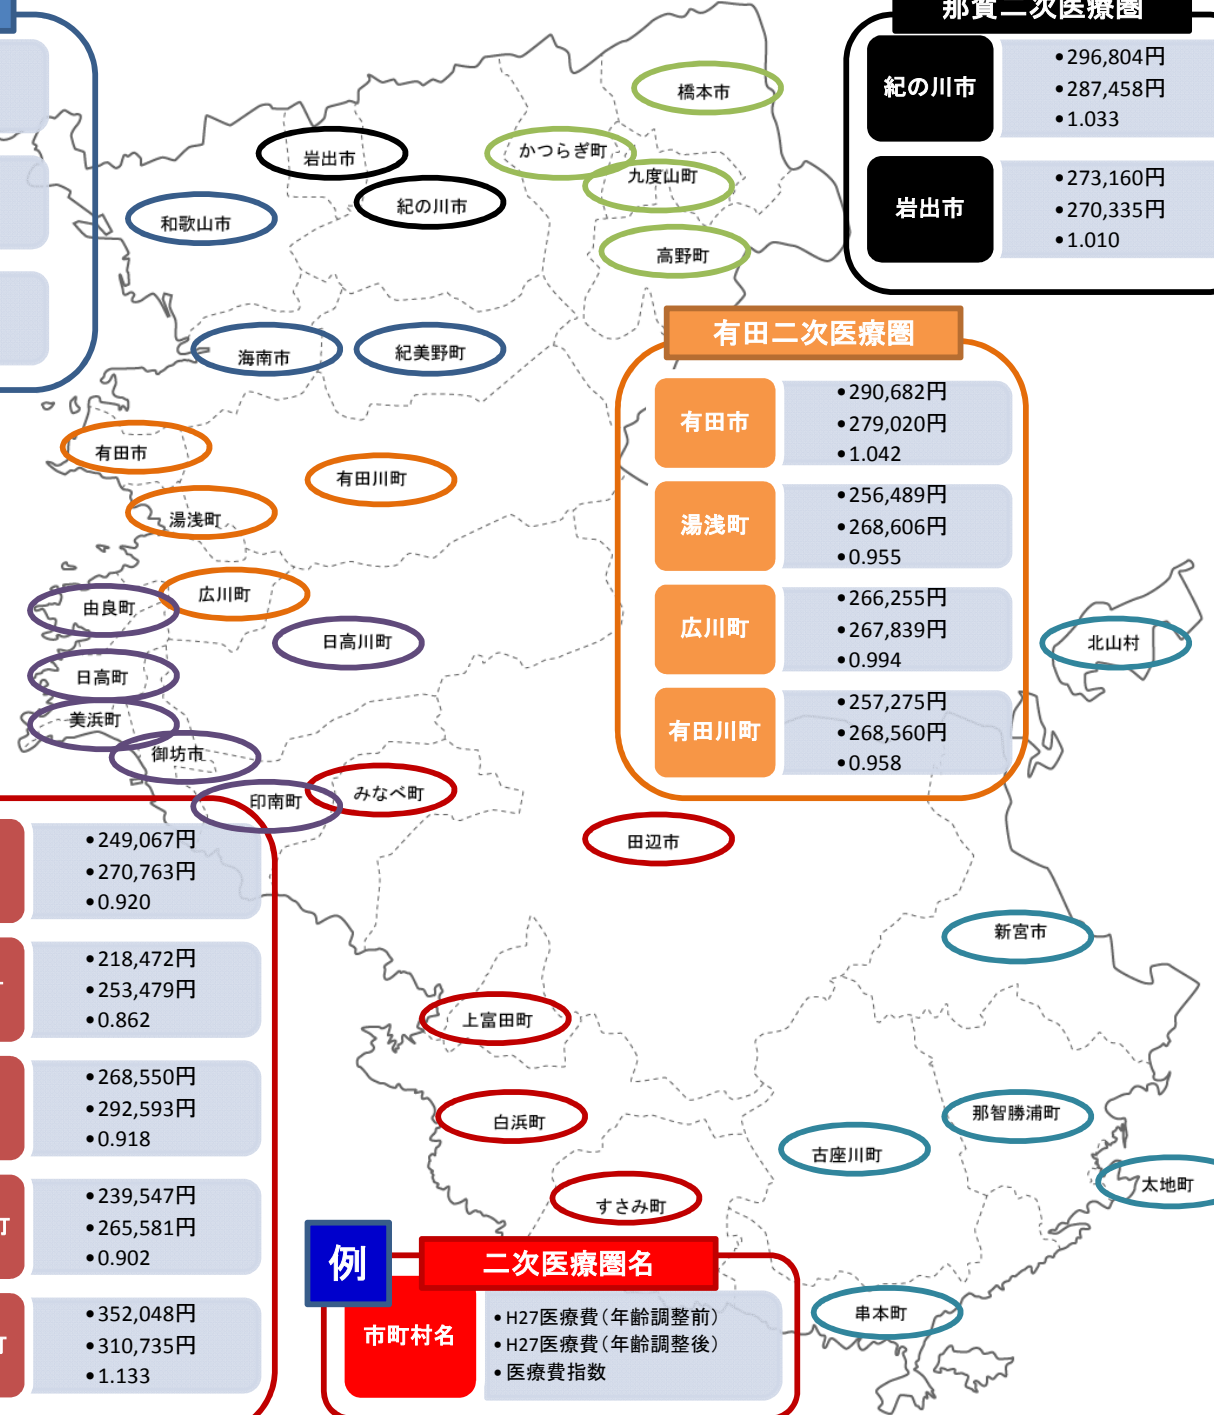 那賀二次医療圏
紀の川市
•296,804円
•287,458円
•1.033
岩出市
•273,160円
•270,335円
•1.010
橋本市
かつらぎ町
岩出市
九度山町
紀の川市
和歌山市
高野町
海南市
紀美野町
有田二次医療圏
有田市
•290,682円
•279,020円
•1.042
湯浅町
•256,489円
•268,606円
•0.955
広川町
•266,255円
•267,839円
•0.994
有田川町
•257,275円
•268,560円
•0.958
有田市
有田川町
湯浅町
広川町
由良町
日高川町
北山村
日高町
美浜町
御坊市
印南町
みなべ町
田辺市
•249,067円
•270,763円
•0.920
•218,472円
•253,479円
•0.862
•268,550円
•292,593円
•0.918
町
•239,547円
•265,581円
•0.902
町
•352,048円
•310,735円
•1.133
新宮市
上富田町
白浜町
那智勝浦町
古座川町
太地町
すさみ町
串本町
例
二次医療圏名
市町村名
•H27医療費(年齢調整前)
•H27医療費(年齢調整後)
•医療費指数